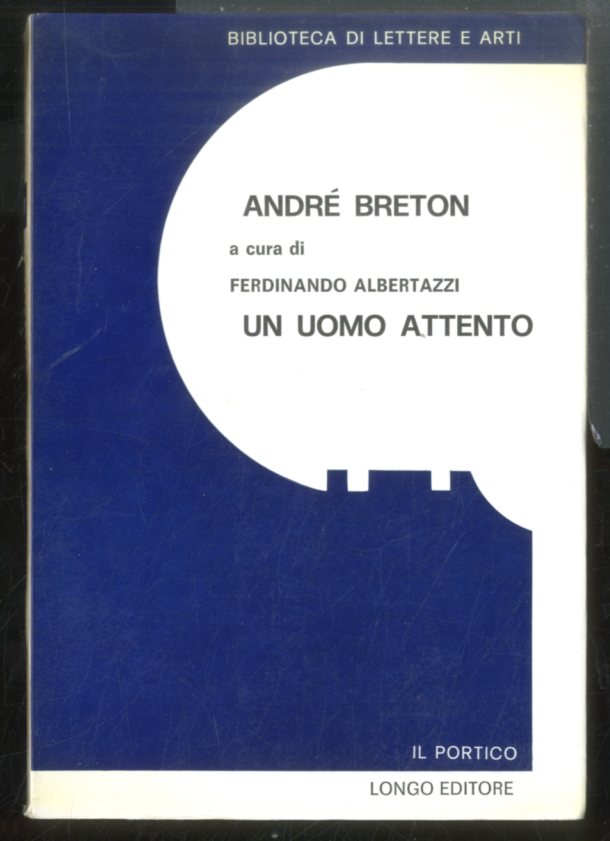 BIBLIOTECA DI LETTERE E ARTI
ANDRÉ BRETON
a cura di
FERDINANDO ALBERTAZZI
UN UOMO ATTENTO
IL PORTICO
LONGO EDITORE